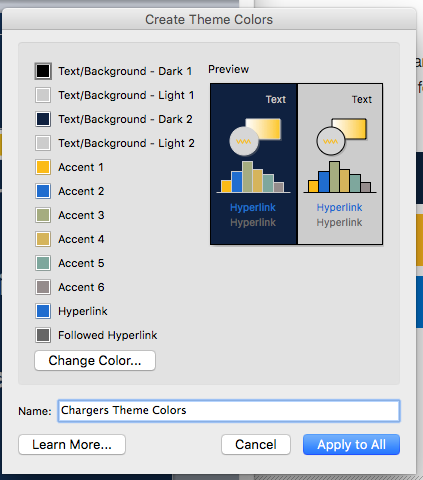 Create Theme Colors
Text/Background - Dark 1
Text/Background - Light 1
Text/Background - Dark 2
Text/Background - Light 2
Accent 1
Accent 2
Accent 3
Accent 4
Accent 5
Accent 6
Hyperlink
Followed Hyperlink
Change Color...
Preview
Text
Hyperlink
Hyperlink
Text
Hyperlink
Hyperlink
Name: Chargers Theme Colors
Learn More...
Cancel
Apply to All